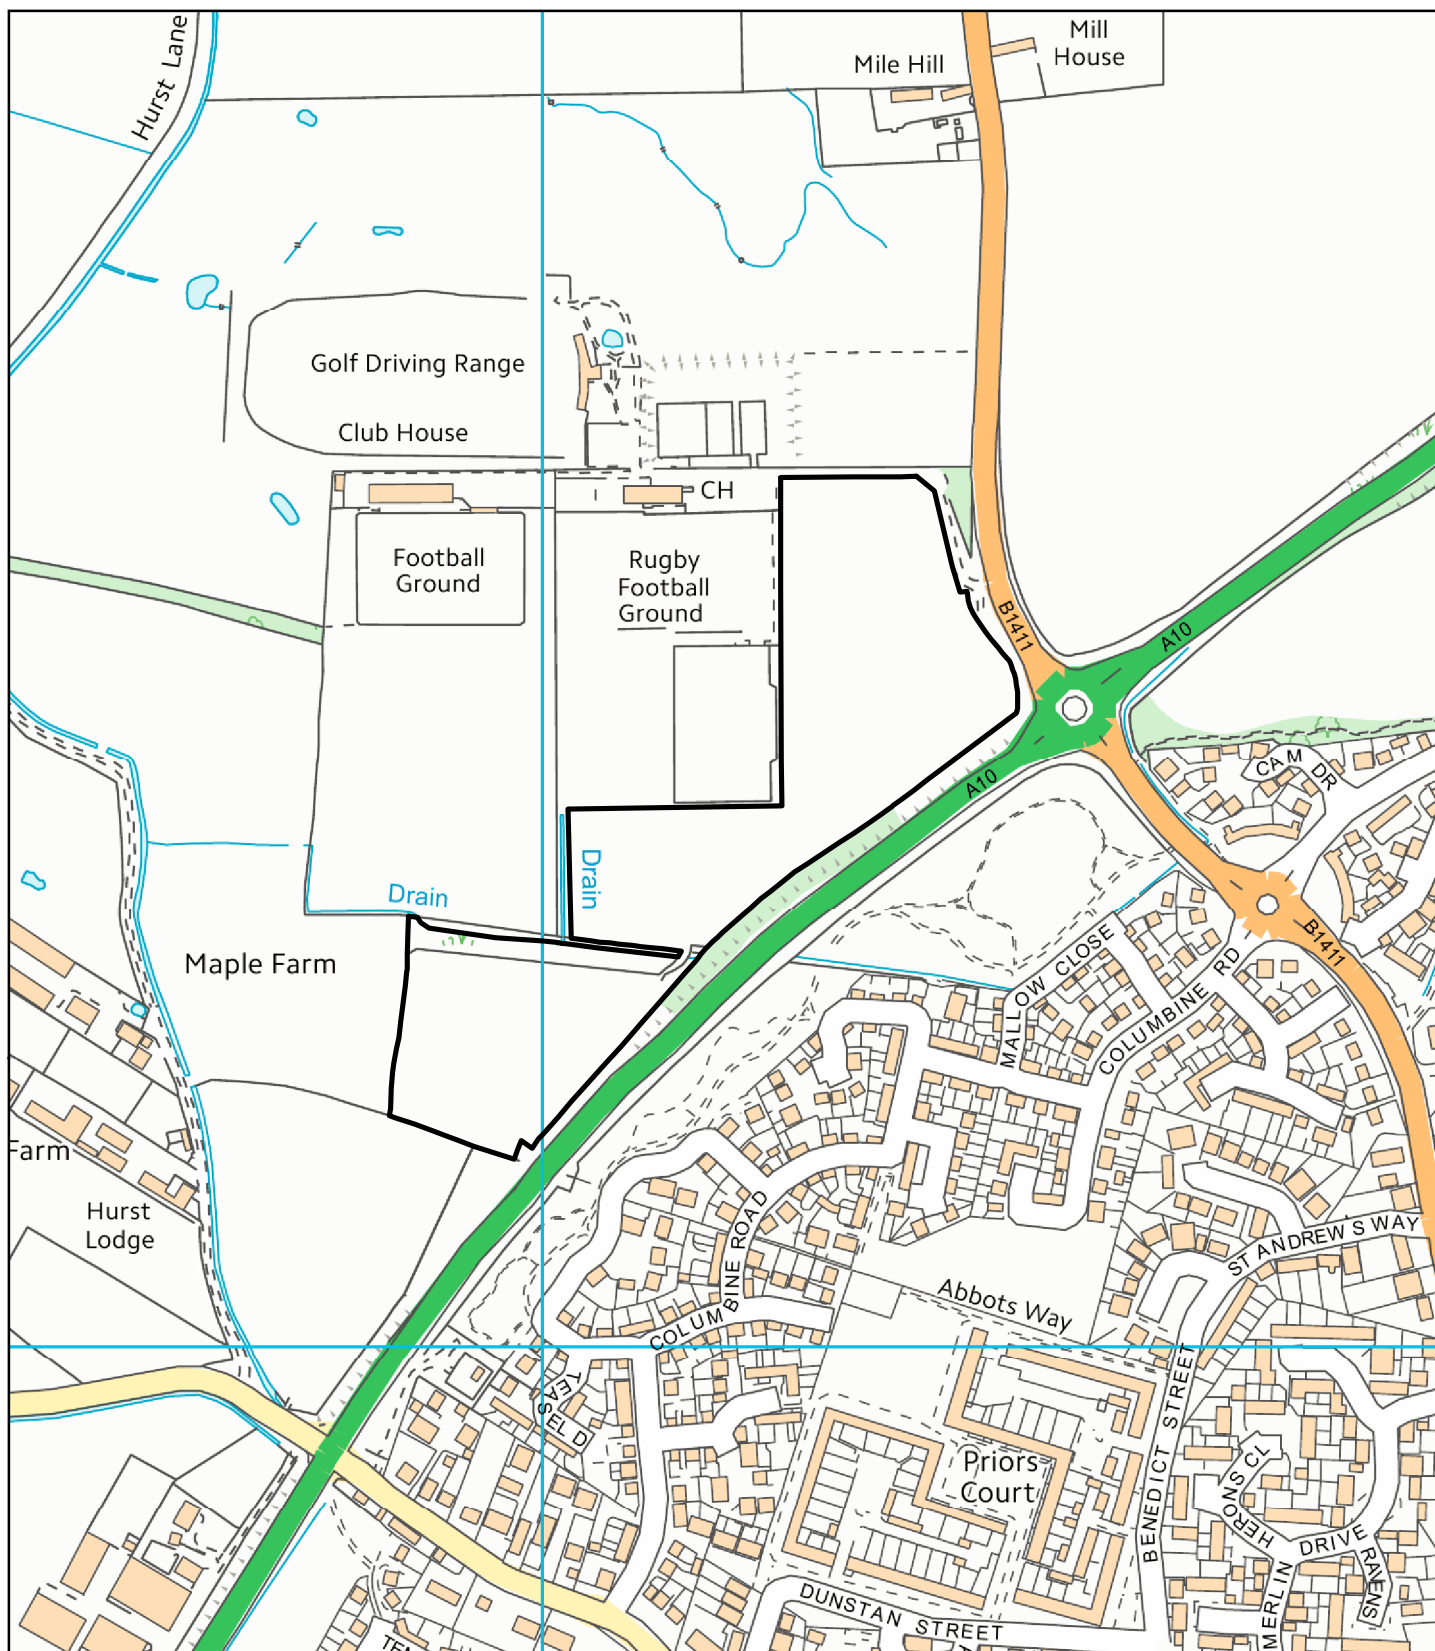 Hurst Lane
Mile Hill
Mill
House
Golf Driving Range
Club House
CH
Football
Ground
Rugby
Football
Ground
B1411
A10
A10
CAM DR
Drain
Drain
Maple Farm
MALLOW CLOSE
COLUMBINE RD
B1411
Farm
Hurst
Lodge
COLUMBINE ROAD
ST ANDREW'S WAY
Abbots Way
TEASEL D
BENEDICT STREET
Priors
Court
HERONS CL
MERLIN DRIVE
RAVENS
DUNSTAN STREET